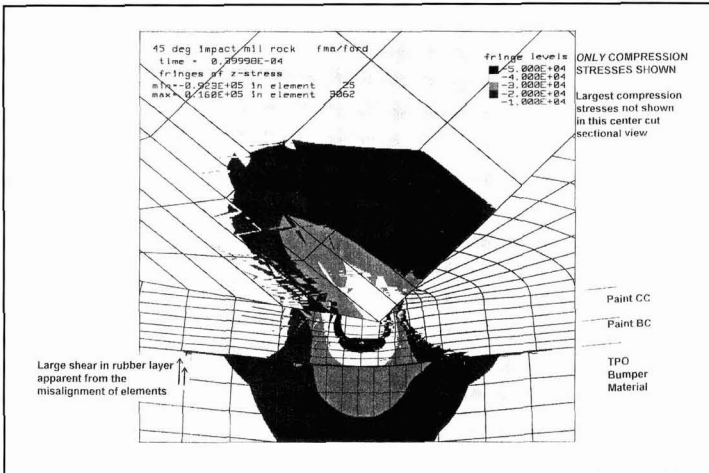 45 deg impact mil rock fma/ford
time = 0.39998E-04
fringes of z-stress
min=-0.923E+05 in element 25
max= 0.160E+05 in element 3062
fringe levels
-5.000E+04
-4.000E+04
-3.000E+04
-2.000E+04
-1.000E+04
ONLY COMPRESSION
STRESSES SHOWN
Largest compression
stresses not shown
in this center cut
sectional view
Paint CC
Paint BC
TPO
Bumper
Material
Large shear in rubber layer
apparent from the
misalignment of elements